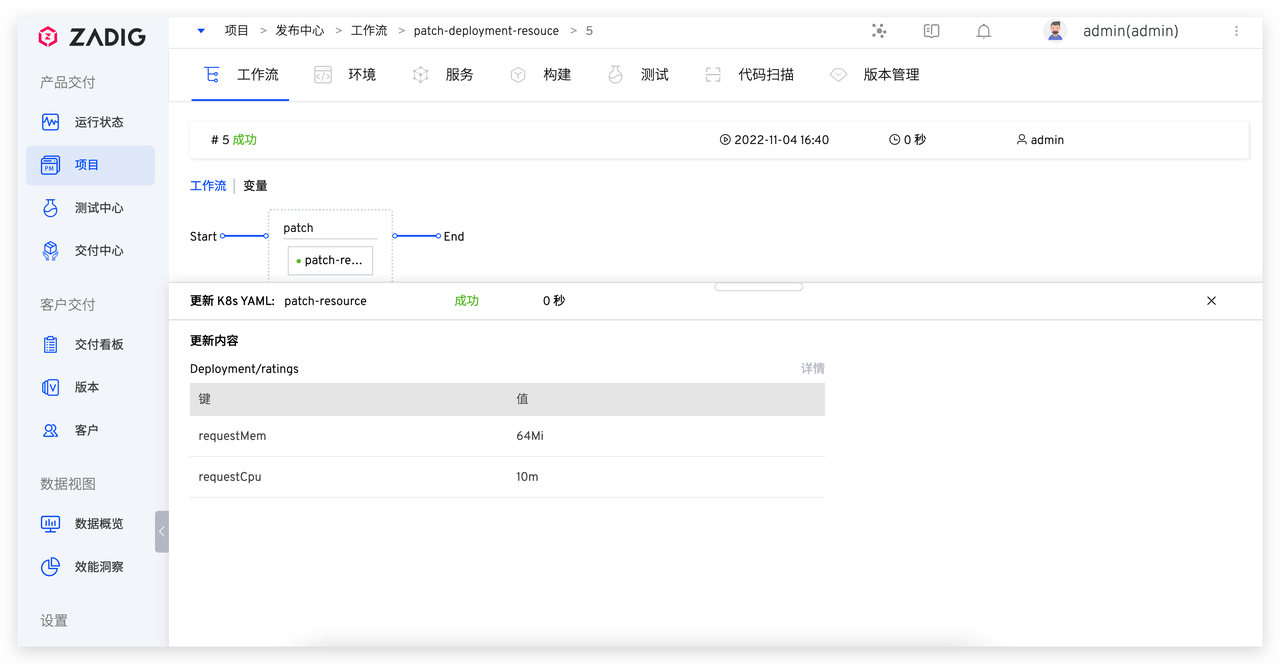 ZADIG
项目 > 发布中心 > 工作流 > patch-deployment-resouce > 5
admin(admin)
产品交付
运行状态
项目
测试中心
交付中心
客户交付
交付看板
版本
客户
数据视图
数据概览
效能洞察
设置
工作流 环境 服务 构建 测试 代码扫描 版本管理
# 5 成功 2022-11-04 16:40 0 秒 admin
工作流 | 变量
Start patch End
patch-re...
更新 K8s YAML: patch-resource 成功 0 秒
更新内容
Deployment/ratings 详情
键 值
requestMem 64Mi
requestCpu 10m